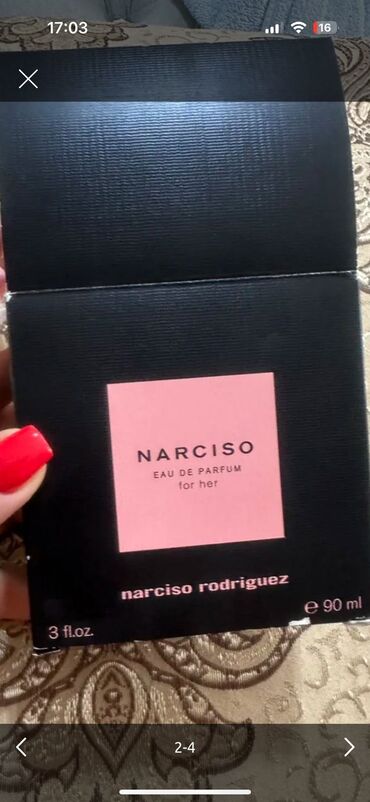 17:03
16
NARCISO
EAU DE PARFUM
for her
narciso rodriguez
3 fl.oz.
e 90 ml
2-4